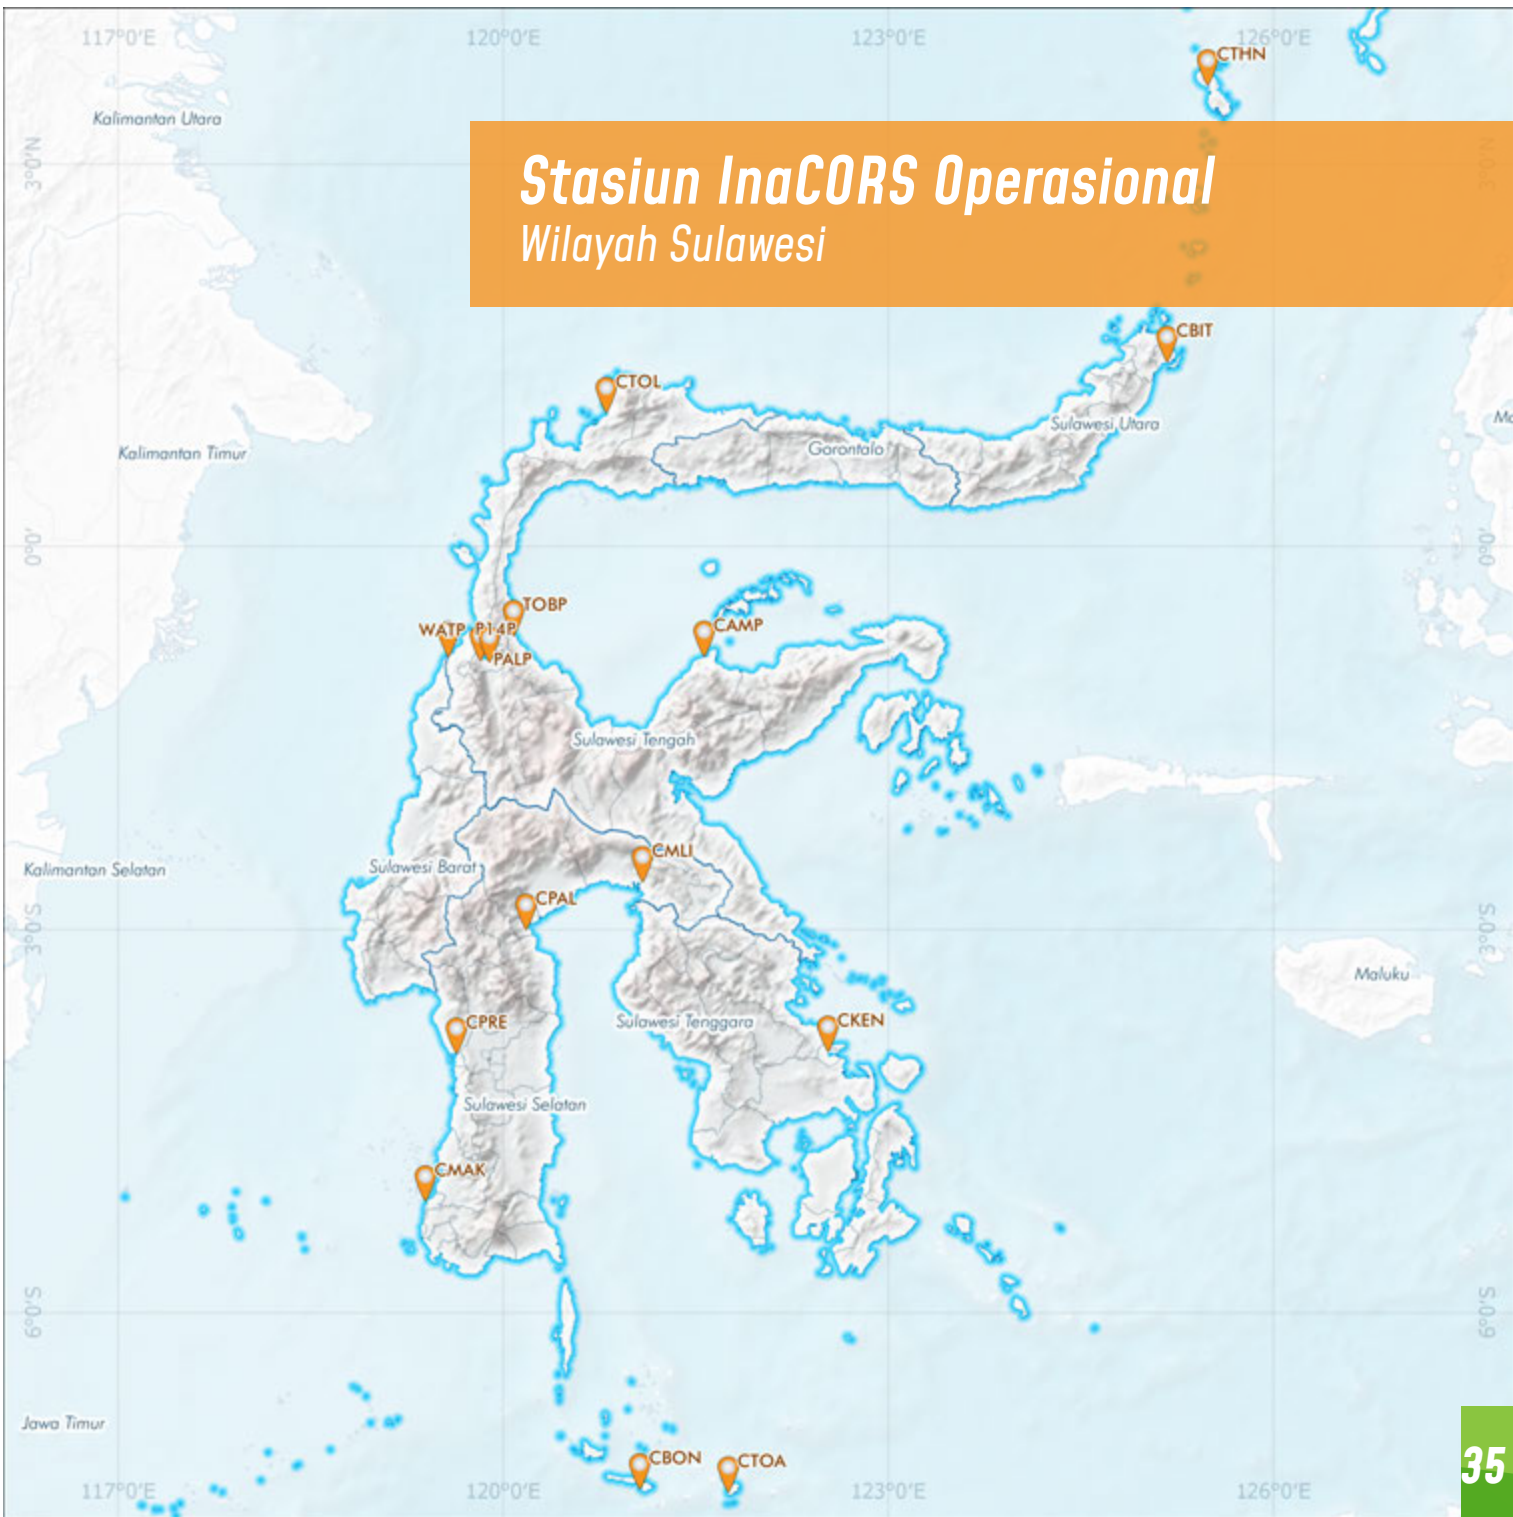 117°0'E
120°0'E
123°0'E
126°0'E
CTHN
Kalimantan Utara
3°0'N
3°0'N
Stasiun InaCORS Operasional
Wilayah Sulawesi
CBIT
CTOL
Sulawesi Utara
Gorontalo
Kalimantan Timur
0°0'
0°0'
TOBP
WATP
P14P
CAMP
PALP
Sulawesi Tengah
CMLI
Sulawesi Barat
Kalimantan Selatan
CPAL
3°0'S
3°0'S
Maluku
CPRE
Sulawesi Tenggara
CKEN
Sulawesi Selatan
CMAK
6°0'S
6°0'S
Jawa Timur
CBON
CTOA
35
117°0'E
120°0'E
123°0'E
126°0'E